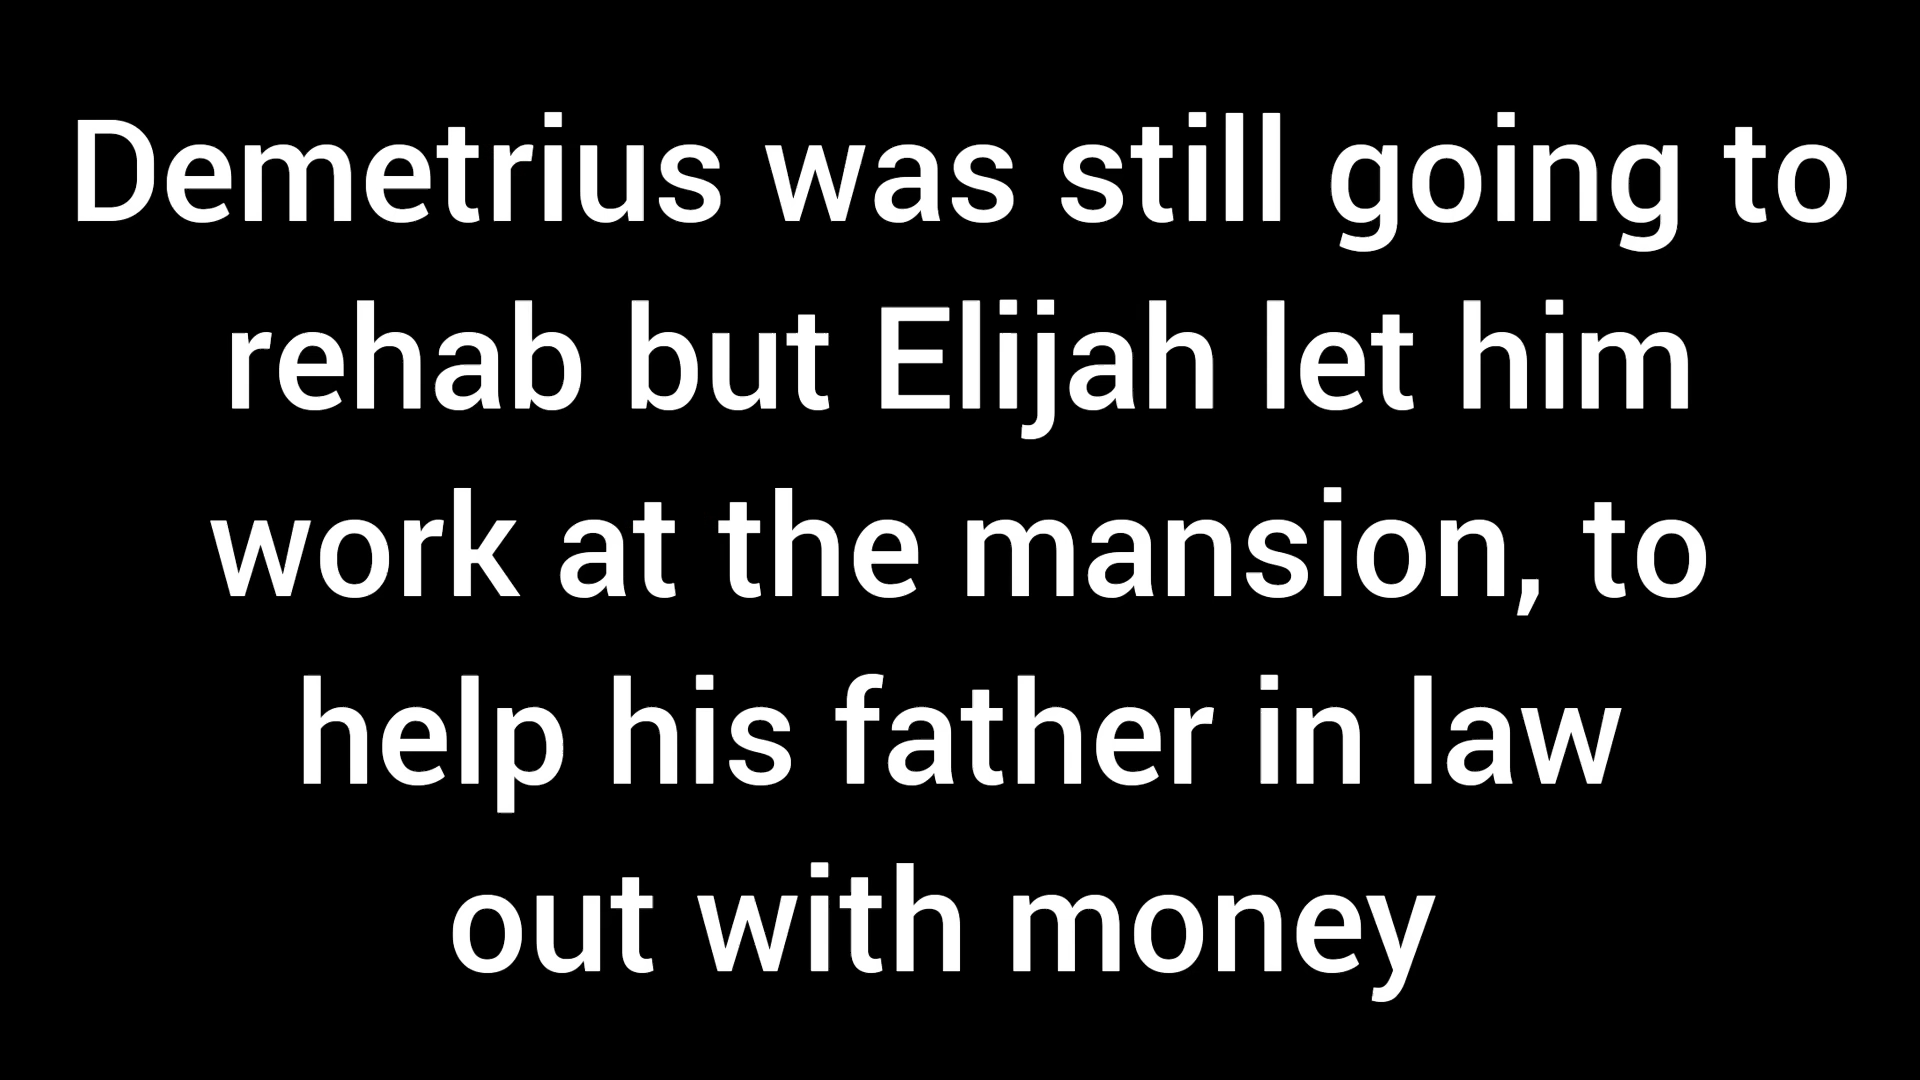 Demetrius was still going to
rehab but Elijah let him
work at the mansion, to
help his father in law
out with money